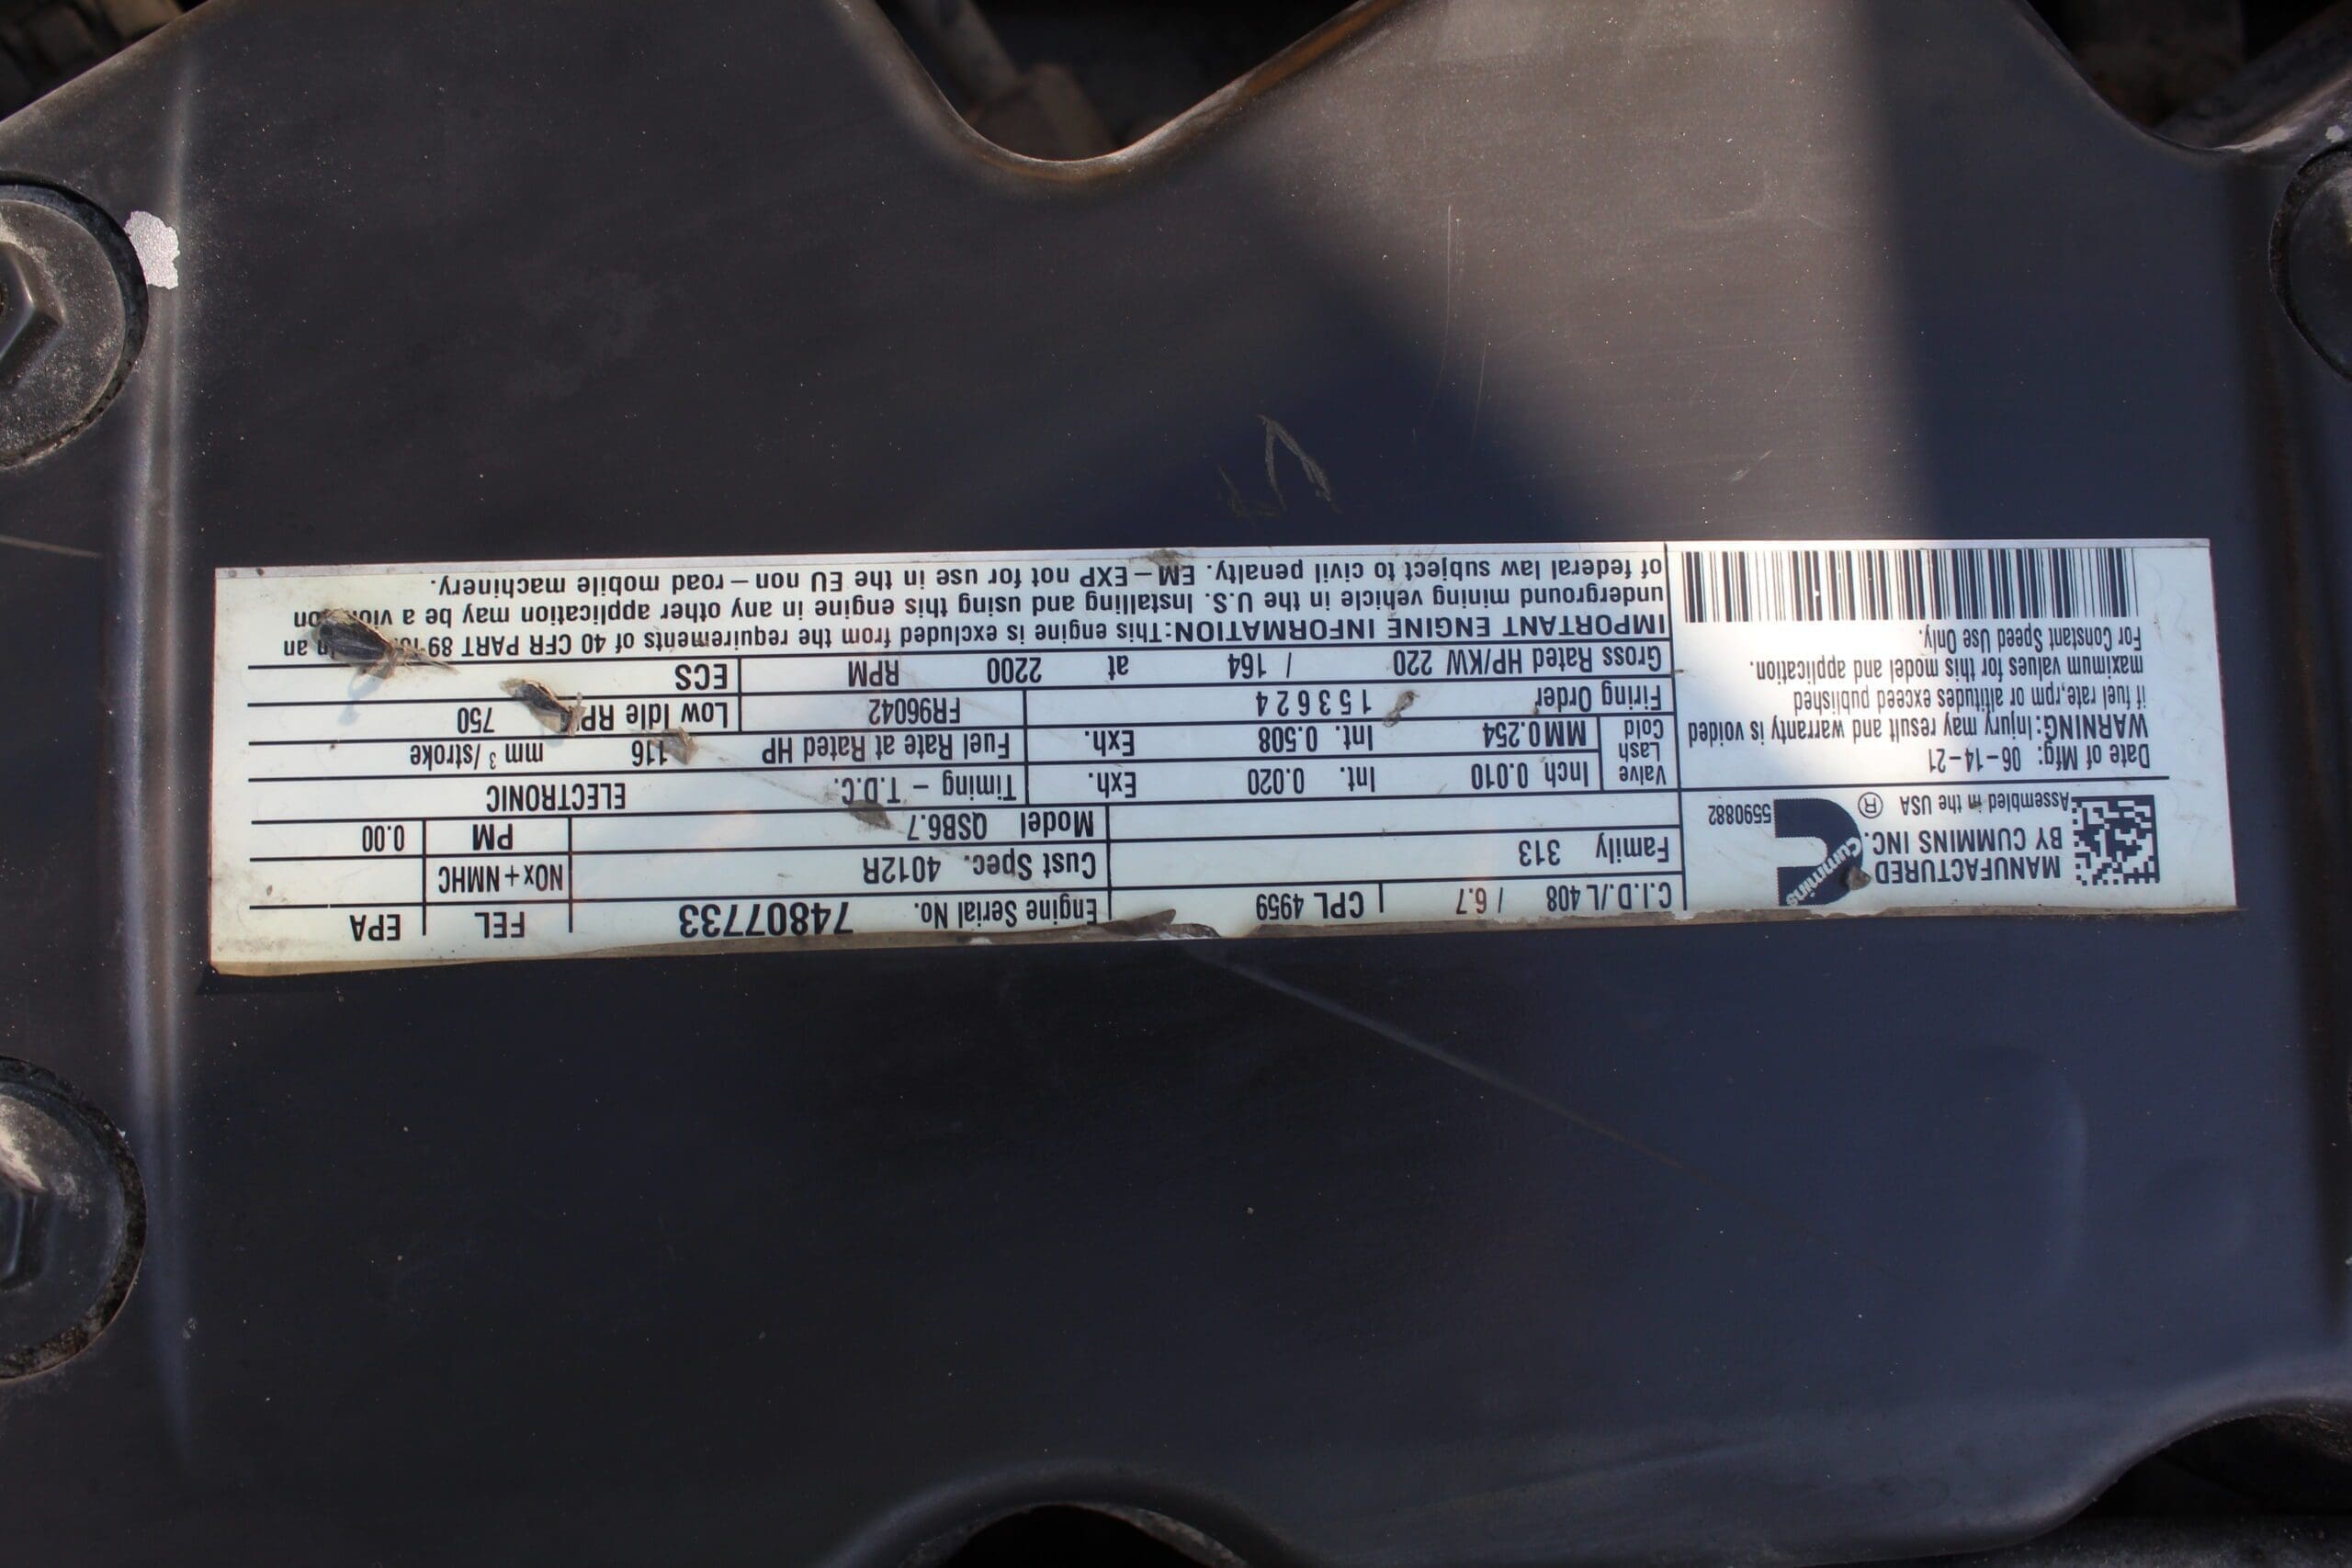 MANUFACTURED
BY CUMMINS INC.
Assembled in the USA ®
Cummins
5590882
Date of Mfg: 06-14-21
WARNING: Injury may result and warranty is voided
if fuel rate,rpm or altitudes exceed published
maximum values for this model and application.
For Constant Speed Use Only.
C.I.D./L 408 / 6.7 CPL 4959
Family 313
Engine Serial No. 74807733
Cust Spec. 4012R
Model QSB6.7
FEL EPA
NOx+NMHC
PM 0.00
Valve Lash Cold
Inch 0.010 Int. 0.020 Exh.
MM0.254 Int. 0.508 Exh.
Timing - T.D.C. ELECTRONIC
Fuel Rate at Rated HP 116 mm³/stroke
Firing Order 1 5 3 6 2 4 FR96042 Low Idle 750
Gross Rated HP/KW 220 / 164 at 2200 RPM ECS
IMPORTANT ENGINE INFORMATION: This engine is excluded from the requirements of 40 CFR PART an
underground mining vehicle in the U.S. Installing and using this engine in any other application may be a
of federal law subject to civil penalty. EM-EXP not for use in the EU non-road mobile machinery.